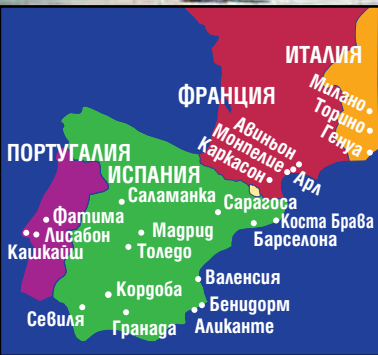 ИТАЛИЯ
Милано
Торино
Генуа
ФРАНЦИЯ
Авиньон
Монпелие
Каркасон
Арл
ПОРТУГАЛИЯ
ИСПАНИЯ
Саламанка
Сарагоса
Фатима
Лисабон
Кашкайш
Мадрид
Толедо
Коста Брава
Барселона
Валенсия
Кордоба
Бенидорм
Севиля
Гранада
Аликанте